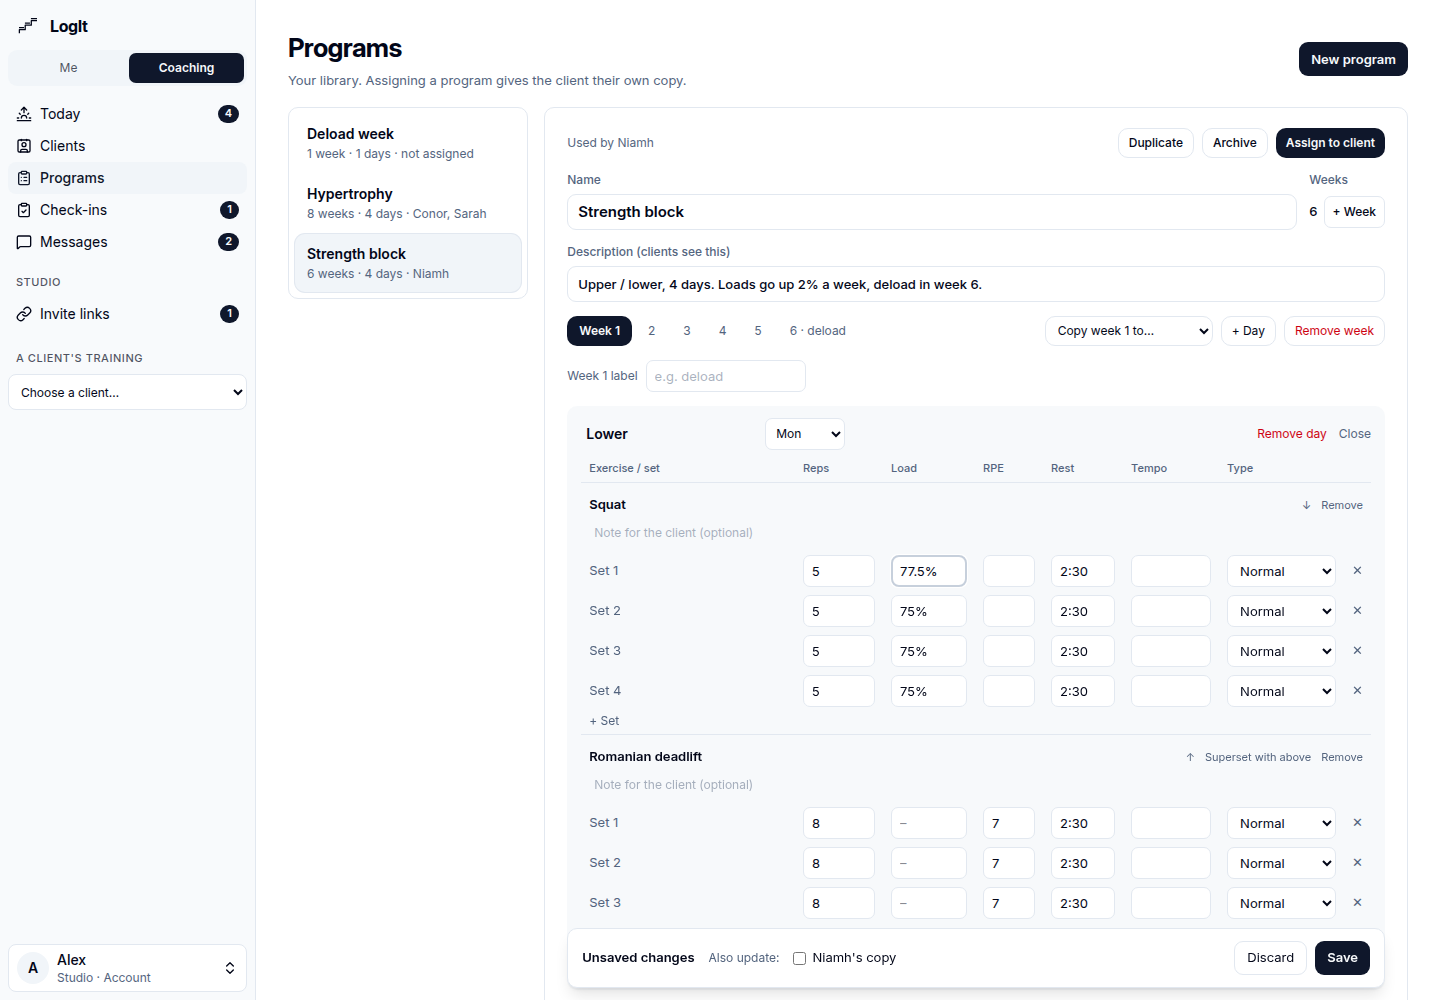 LogIt
Me
Coaching
Today
4
Clients
Programs
Check-ins
1
Messages
2
STUDIO
Invite links
1
A CLIENT'S TRAINING
Choose a client...
A
Alex
Studio · Account
Programs
Your library. Assigning a program gives the client their own copy.
New program
Deload week
1 week · 1 days · not assigned
Hypertrophy
8 weeks · 4 days · Conor, Sarah
Strength block
6 weeks · 4 days · Niamh
Used by Niamh
Duplicate
Archive
Assign to client
Name
Weeks
Strength block
6
+ Week
Description (clients see this)
Upper / lower, 4 days. Loads go up 2% a week, deload in week 6.
Week 1
2
3
4
5
6 · deload
Copy week 1 to...
+ Day
Remove week
Week 1 label
e.g. deload
Lower
Mon
Remove day
Close
Exercise / set
Reps
Load
RPE
Rest
Tempo
Type
Squat
↓
Remove
Note for the client (optional)
Set 1
5
77.5%
2:30
Normal
×
Set 2
5
75%
2:30
Normal
×
Set 3
5
75%
2:30
Normal
×
Set 4
5
75%
2:30
Normal
×
+ Set
Romanian deadlift
↑
Superset with above
Remove
Note for the client (optional)
Set 1
8
–
7
2:30
Normal
×
Set 2
8
–
7
2:30
Normal
×
Set 3
8
–
7
2:30
Normal
×
Unsaved changes
Also update:
Niamh's copy
Discard
Save